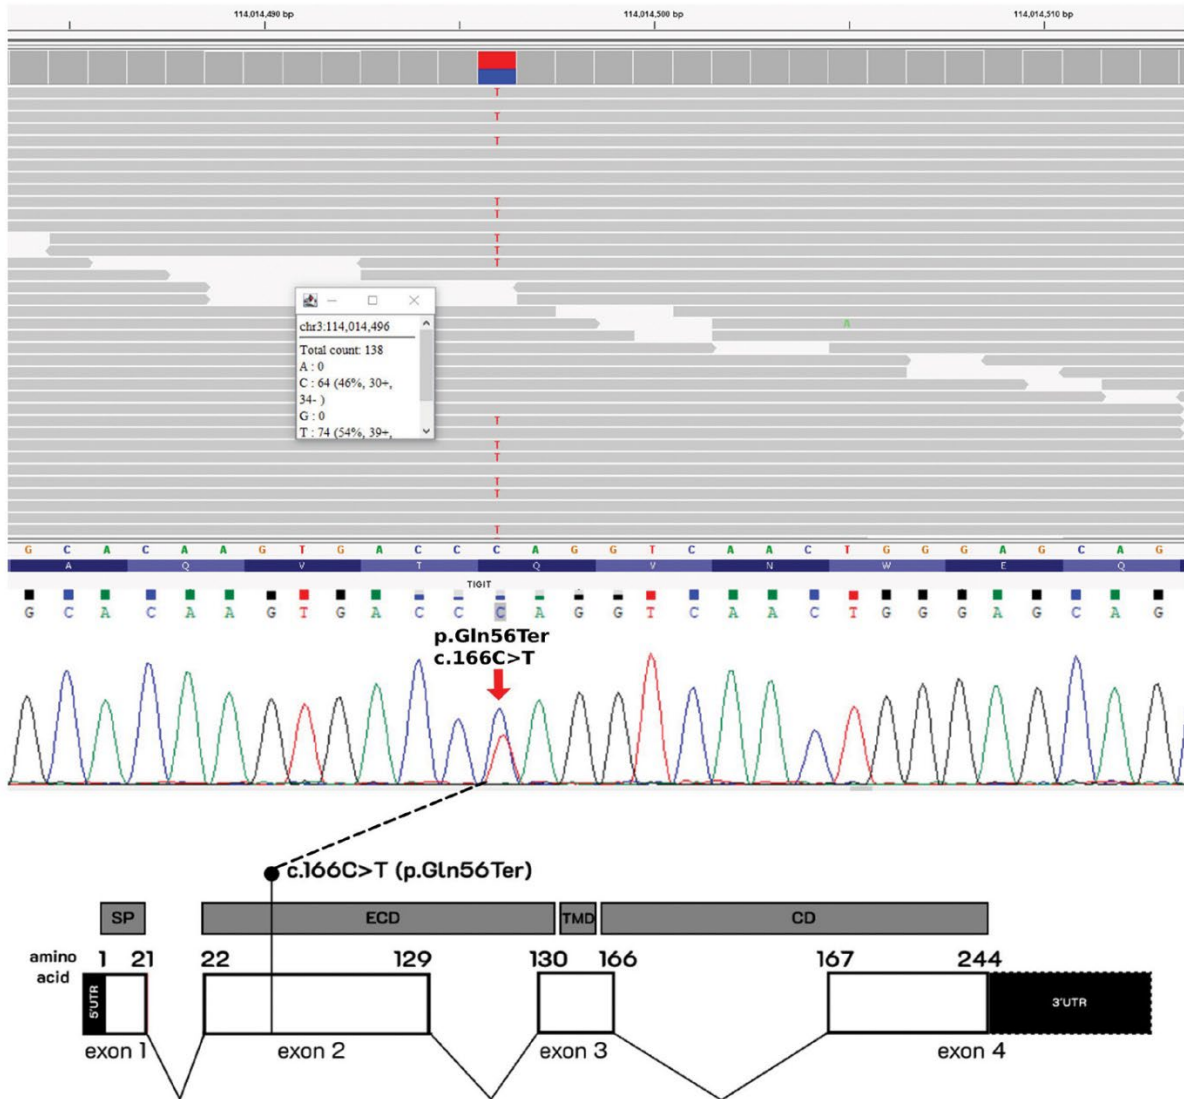 114,014,490 bp 114,014,500 bp 114,014,510 bp
T
T
T
T
T
T
T
T
chr3:114,014,496
Total count: 138
A : 0
C : 64 (46%, 30+,
34- )
G : 0
T : 74 (54%, 39+,
A
T
T
T
T
T
T
G C A C A A G T G A C C C A G G T C A A C T G G G A G C A G
A Q V T Q V N W E Q
TIGIT
G C A C A A G T G A C C C A G G T C A A C T G G G A G C A G
p.Gln56Ter
c.166C>T
c.166C>T (p.Gln56Ter)
SP ECD TMD CD
amino acid 1 21 22 129 130 166 167 244
5'UTR 3'UTR
exon 1 exon 2 exon 3 exon 4